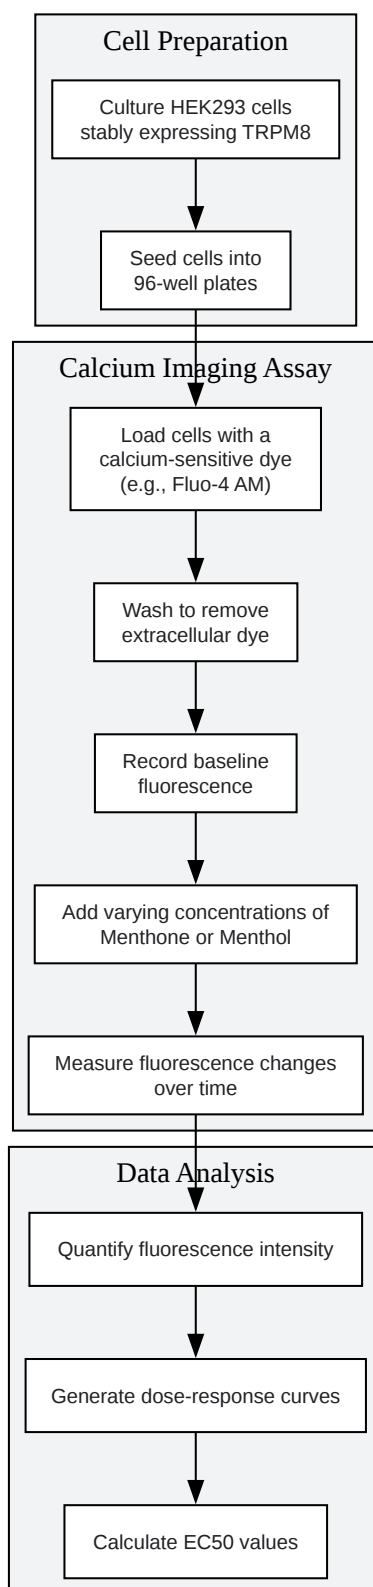 Cell Preparation
Culture HEK293 cells
stably expressing TRPM8
Seed cells into
96-well plates
Calcium Imaging Assay
Load cells with a
calcium-sensitive dye
(e.g., Fluo-4 AM)
Wash to remove
extracellular dye
Record baseline
fluorescence
Add varying concentrations of
Menthone or Menthol
Measure fluorescence changes
over time
Data Analysis
Quantify fluorescence intensity
Generate dose-response curves
Calculate EC50 values